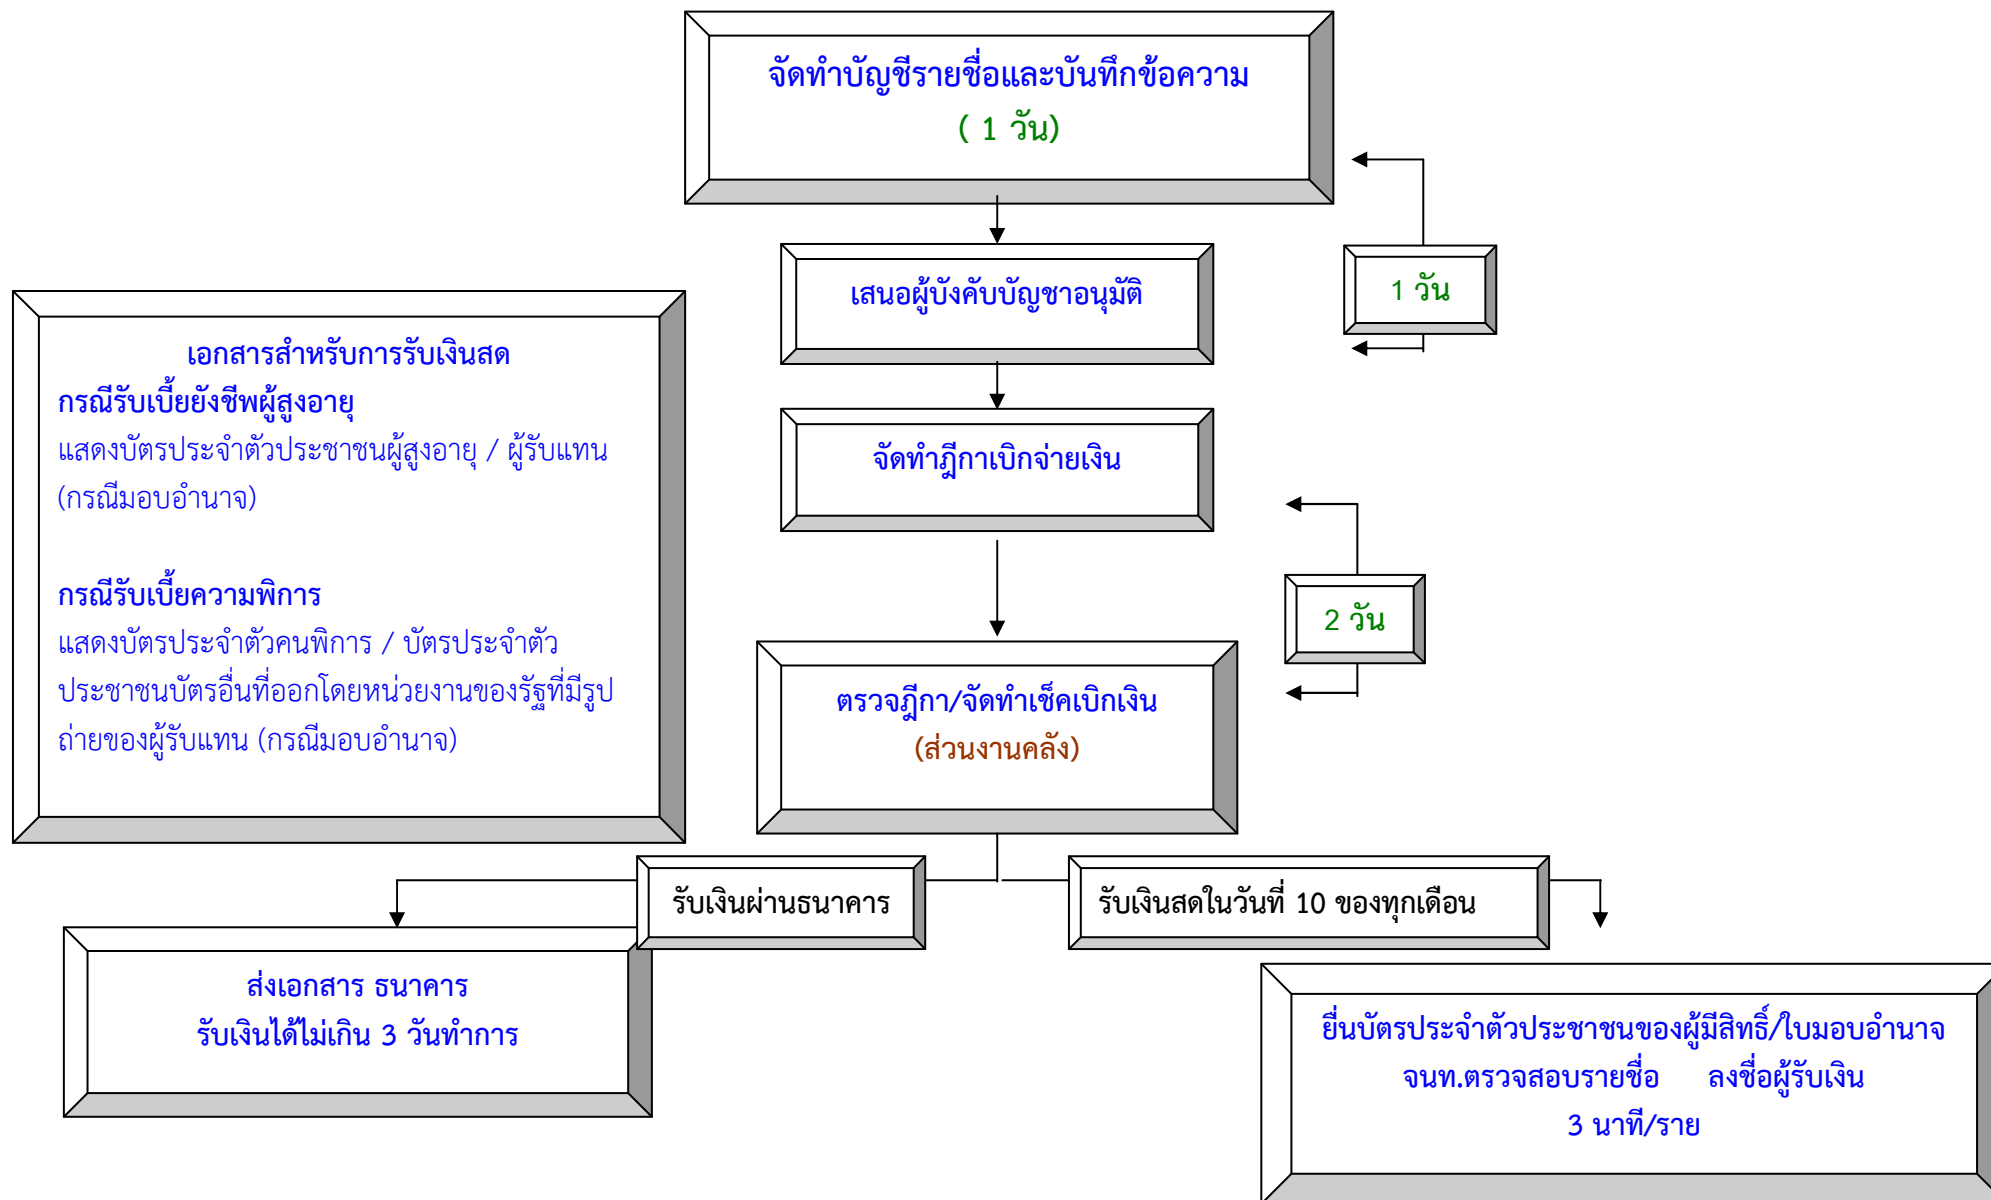 จัดทำบัญชีรายชื่อและบันทึกข้อความ
( 1 วัน)
เสนอผู้บังคับบัญชาอนุมัติ
1 วัน
เอกสารสำหรับการรับเงินสด
กรณีรับเบี้ยยังชีพผู้สูงอายุ
แสดงบัตรประจำตัวประชาชนผู้สูงอายุ / ผู้รับแทน
(กรณีมอบอำนาจ)
กรณีรับเบี้ยความพิการ
แสดงบัตรประจำตัวคนพิการ / บัตรประจำตัว
ประชาชนบัตรอื่นที่ออกโดยหน่วยงานของรัฐที่มีรูป
ถ่ายของผู้รับแทน (กรณีมอบอำนาจ)
จัดทำฎีกาเบิกจ่ายเงิน
2 วัน
ตรวจฎีกา/จัดทำเช็คเบิกเงิน
(ส่วนงานคลัง)
รับเงินผ่านธนาคาร
รับเงินสดในวันที่ 10 ของทุกเดือน
ส่งเอกสาร ธนาคาร
รับเงินได้ไม่เกิน 3 วันทำการ
ยื่นบัตรประจำตัวประชาชนของผู้มีสิทธิ์/ใบมอบอำนาจ
จนท.ตรวจสอบรายชื่อ ลงชื่อผู้รับเงิน
3 นาที/ราย